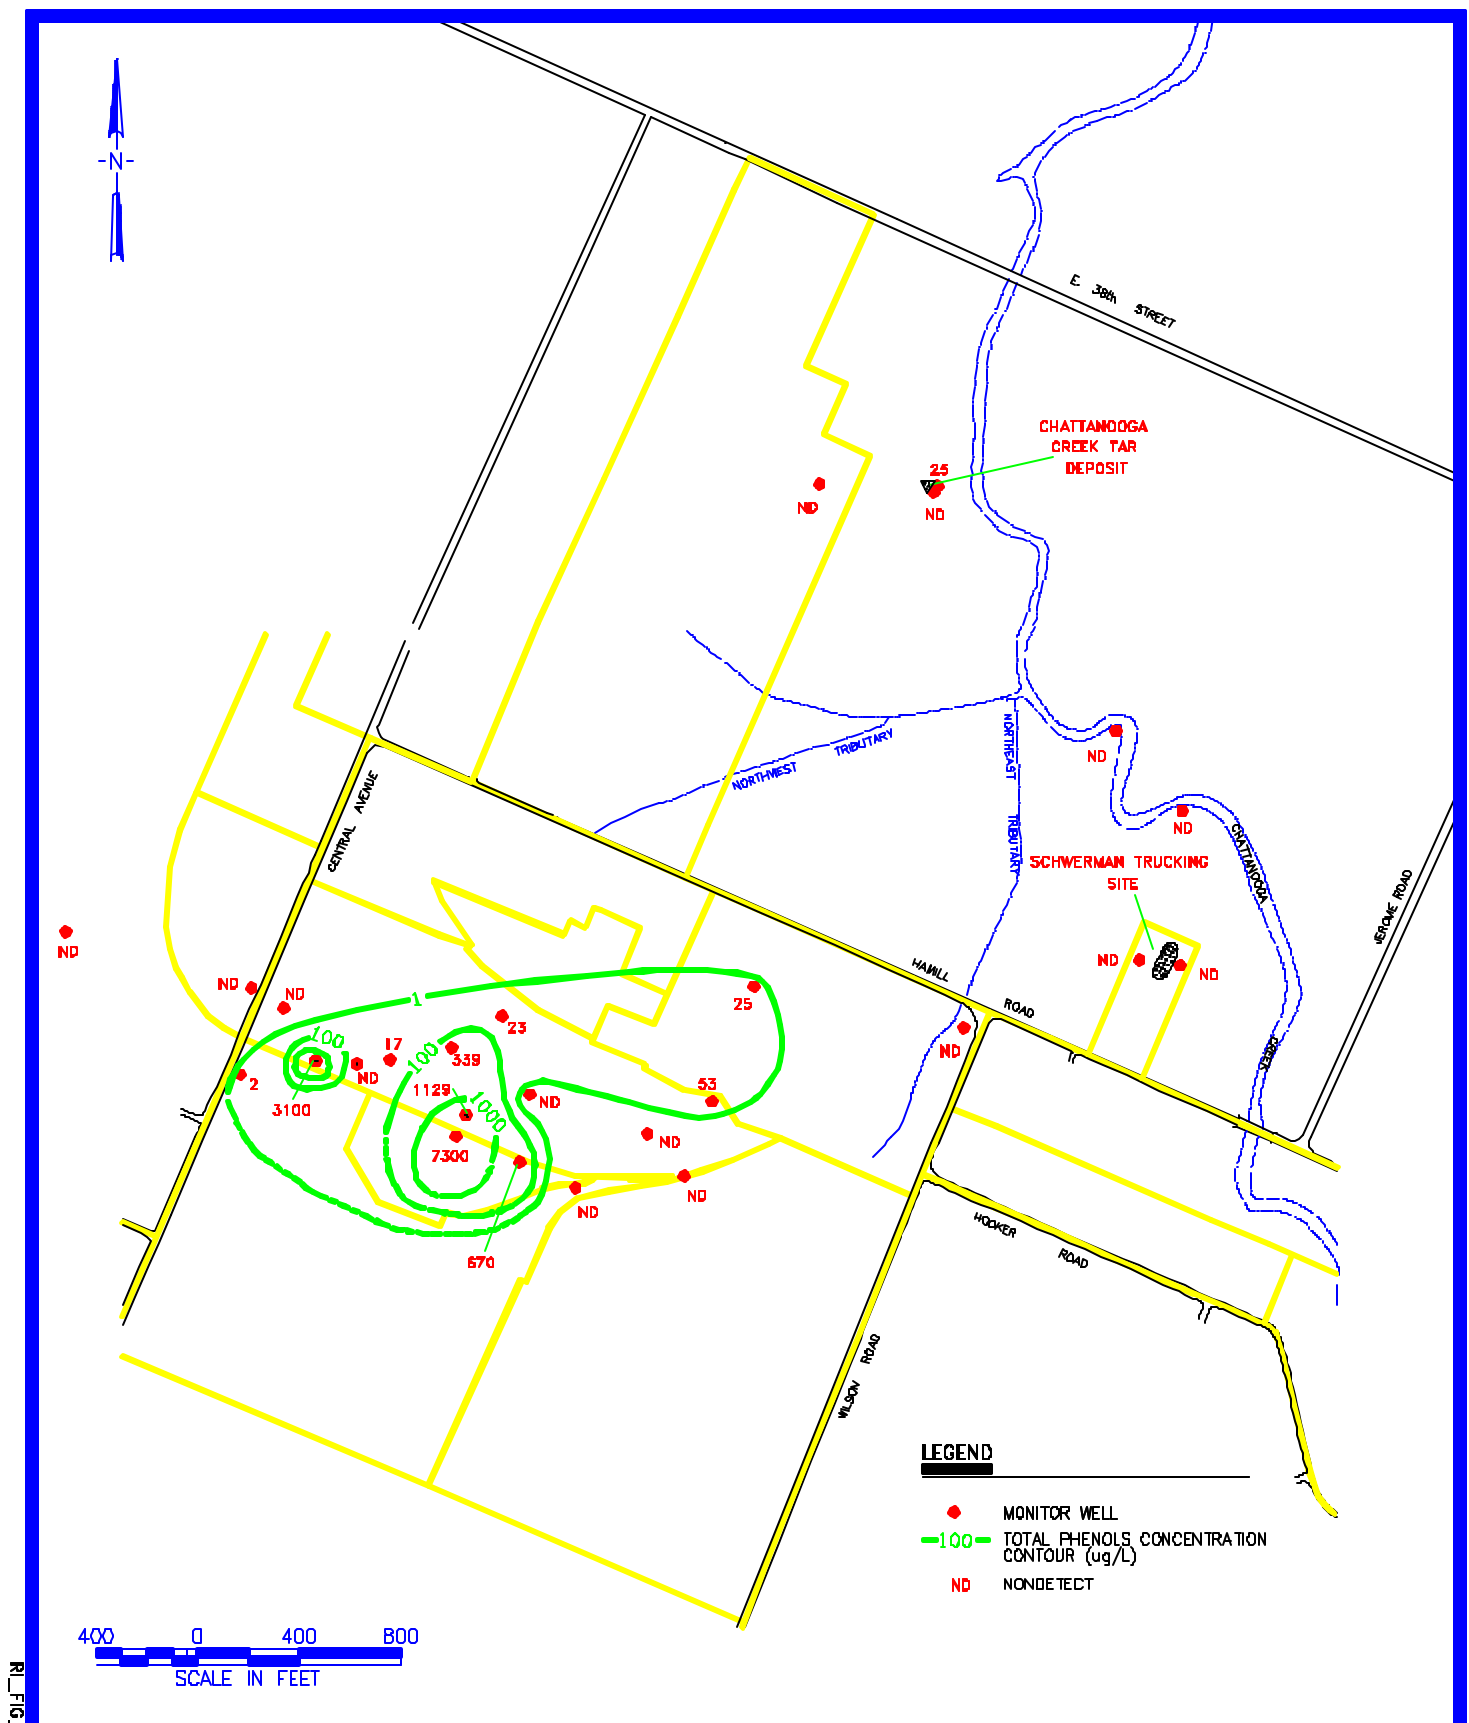 -N-
E. 38th STREET
CHATTANOOGA
CREEK TAR
DEPOSIT
25
ND
ND
NORTHWEST TRIBUTARY
NORTHEAST TRIBUTARY
ND
ND
CENTRAL AVENUE
SCHWERMAN TRUCKING
SITE
CHATTANOOGA CREEK
JEROME ROAD
ND
ND
ND
HAMILL ROAD
ND
ND
1
25
23
100
17
100
339
ND
ND
2
3100
1129
1000
ND
53
7300
ND
ND
ND
670
HOOKER ROAD
WILSON ROAD
LEGEND
MONITOR WELL
100 TOTAL PHENOLS CONCENTRATION
CONTOUR (ug/L)
ND NONDETECT
400 0 400 800
SCALE IN FEET
RI_FIG.